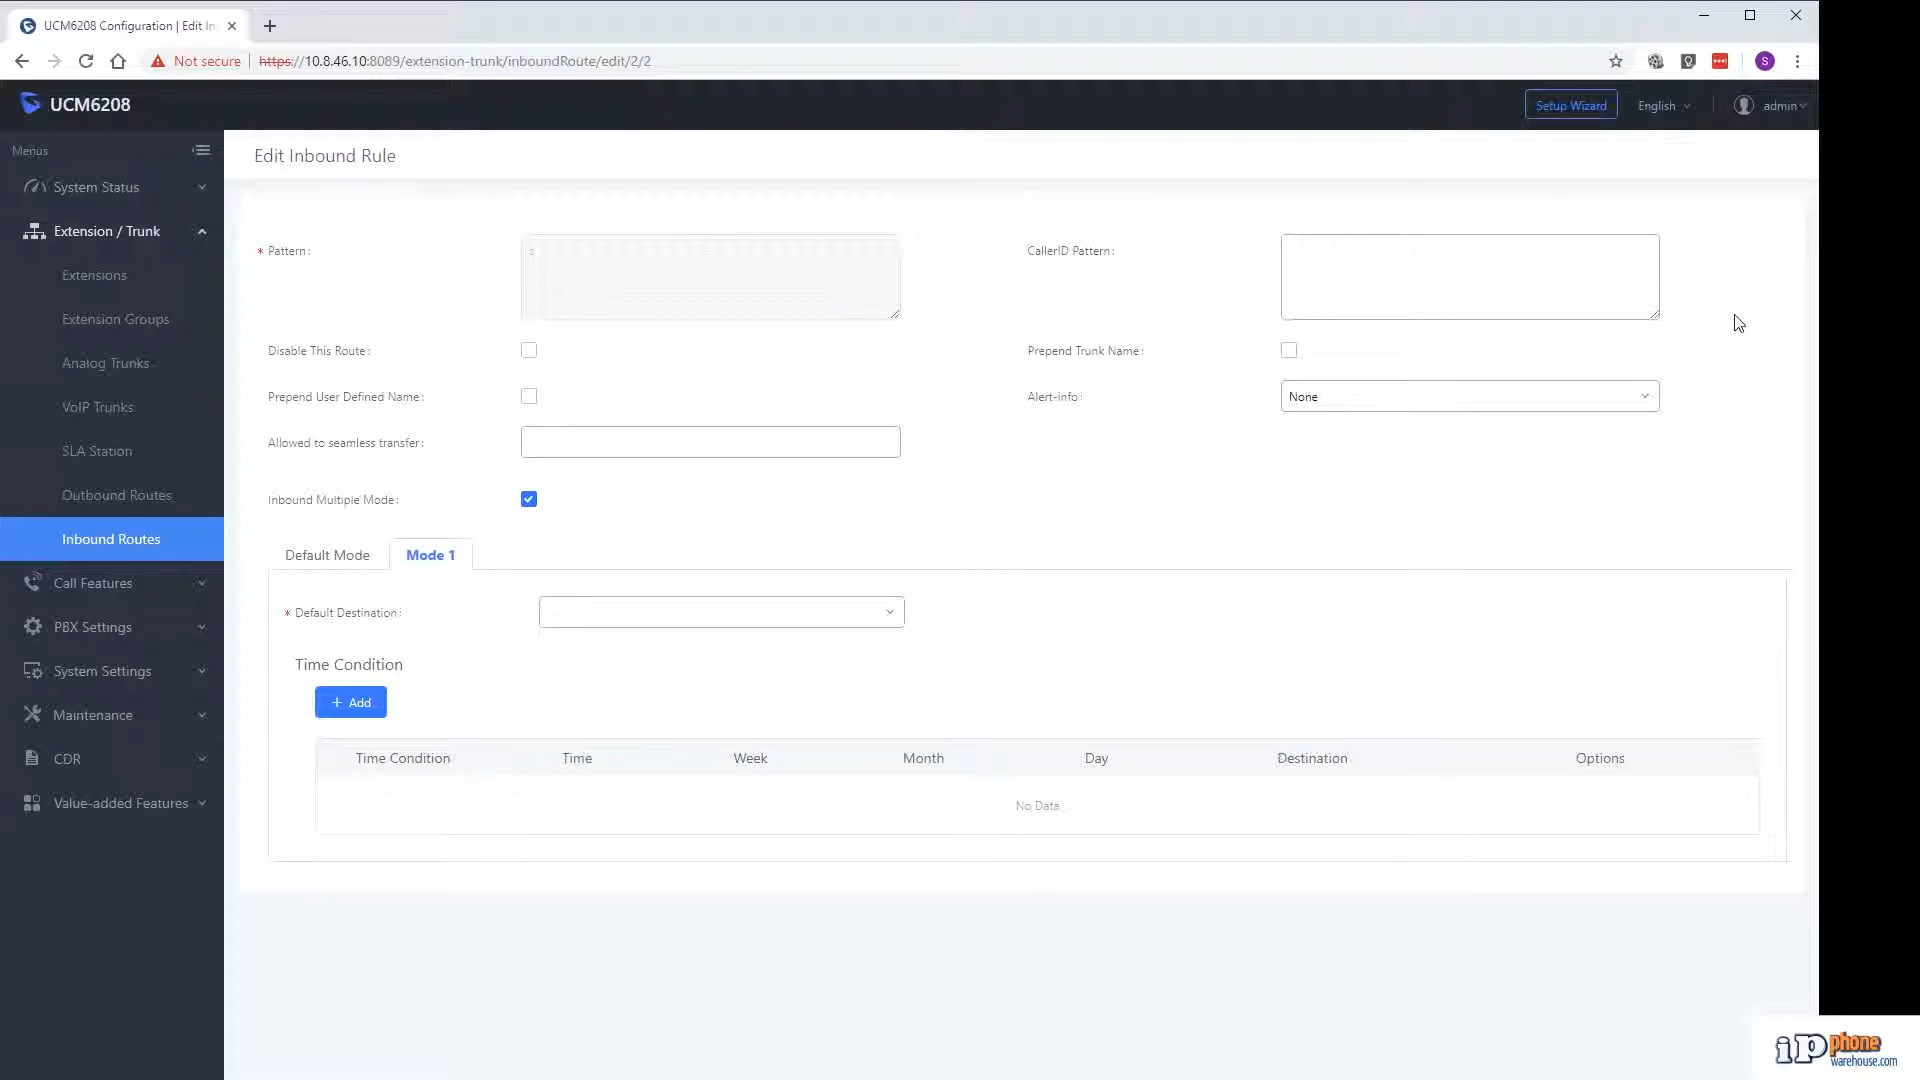 UCM6208 Configuration | Edit In
Not secure
https://10.8.46.10:8089/extension-trunk/inboundRoute/edit/2/2
S
UCM6208
Setup Wizard
English
admin
Menus
System Status
Extension / Trunk
Extensions
Extension Groups
Analog Trunks
VoIP Trunks
SLA Station
Outbound Routes
Inbound Routes
Call Features
PBX Settings
System Settings
Maintenance
CDR
Value-added Features
Edit Inbound Rule
* Pattern:
s
CallerID Pattern:
Disable This Route:
Prepend Trunk Name:
Prepend User Defined Name:
Alert-info:
None
Allowed to seamless transfer:
Inbound Multiple Mode:
Default Mode
Mode 1
* Default Destination:
Time Condition
+ Add
Time Condition Time Week Month Day Destination Options
No Data
ip phone
warehouse.com